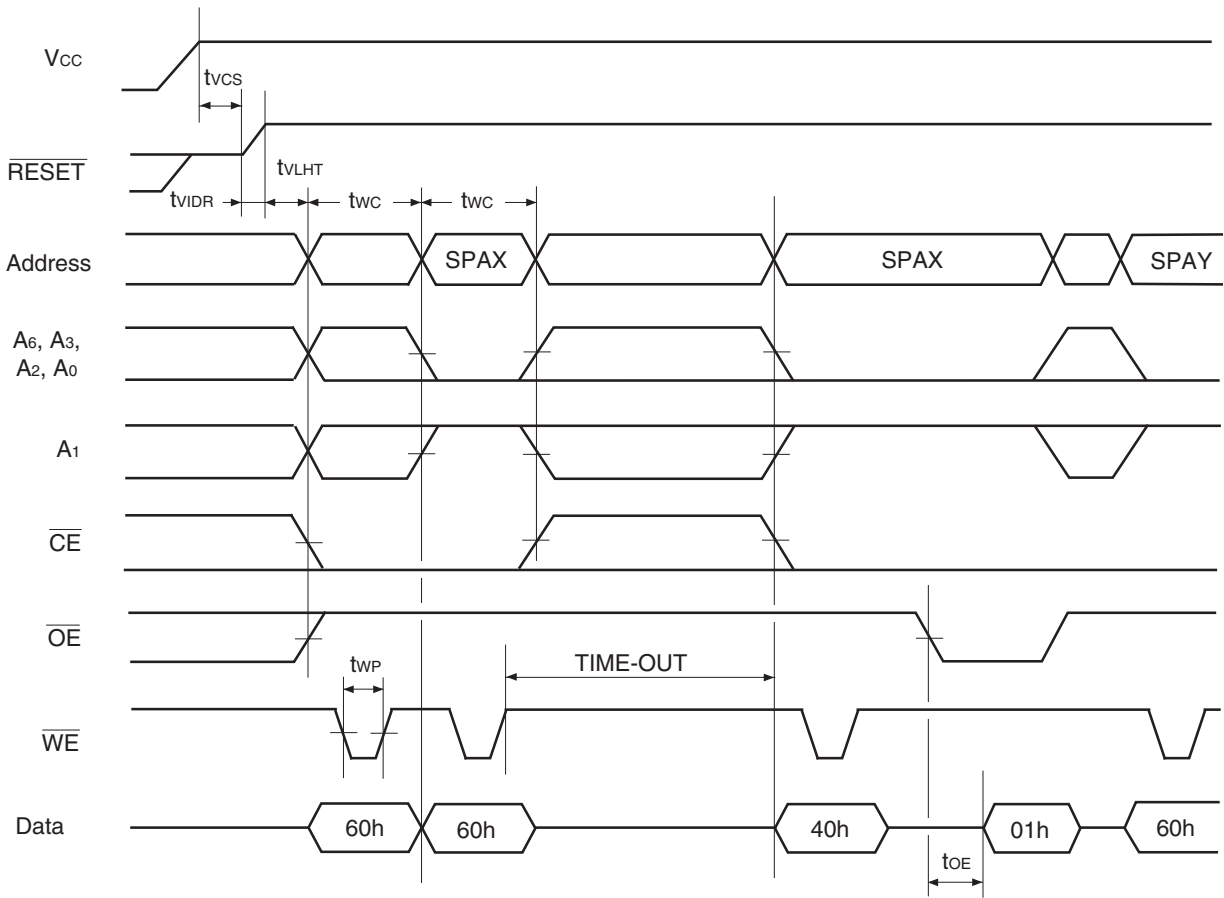 VCC
tVCS
RESET
tVLHT
tVIDR
tWC
tWC
Address
SPAX
SPAX
SPAY
A6, A3,
A2, A0
A1
CE
OE
tWP
TIME-OUT
WE
Data
60h
60h
40h
01h
60h
tOE